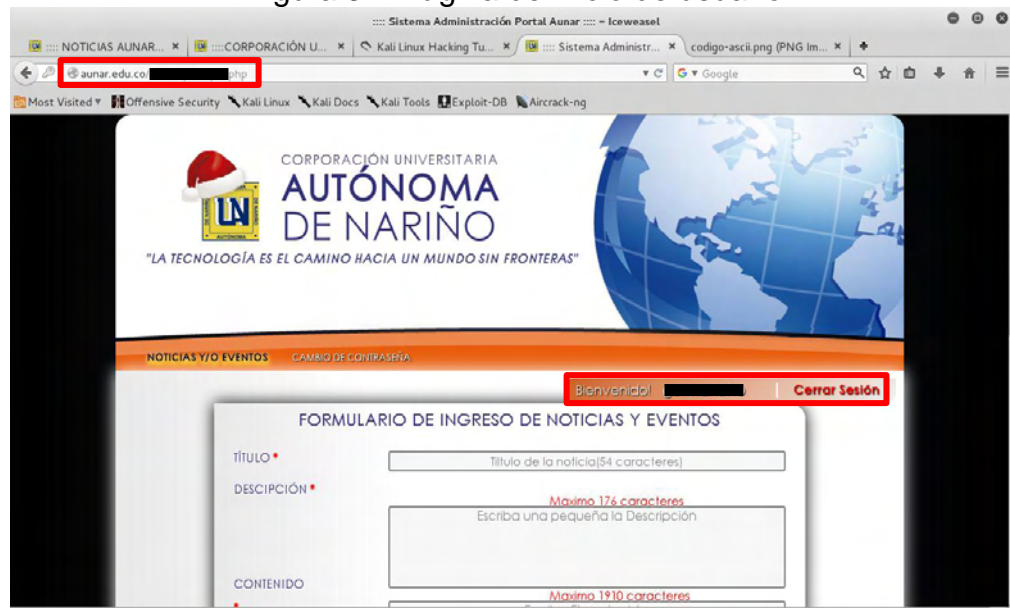 :::: Sistema Administración Portal Aunar :::: - Iceweasel
:::: NOTICIAS AUNAR... ×
::::CORPORACIÓN U... ×
Kali Linux Hacking Tu... ×
:::: Sistema Administr... ×
codigo-ascii.png (PNG Im... ×
aunar.edu.co/ php
Google
Most Visited
Offensive Security
Kali Linux
Kali Docs
Kali Tools
Exploit-DB
Aircrack-ng
CORPORACIÓN UNIVERSITARIA
AUTÓNOMA
DE NARIÑO
"LA TECNOLOGÍA ES EL CAMINO HACIA UN MUNDO SIN FRONTERAS"
NOTICIAS Y/O EVENTOS
CAMBIO DE CONTRASEÑA
Bienvenido! | Cerrar Sesión
FORMULARIO DE INGRESO DE NOTICIAS Y EVENTOS
TÍTULO •
Tiltulo de la noticia(54 caracteres)
DESCIPCIÓN •
Maximo 176 caracteres
Escriba una pequeña la Descripción
CONTENIDO
Maximo 1910 caracteres